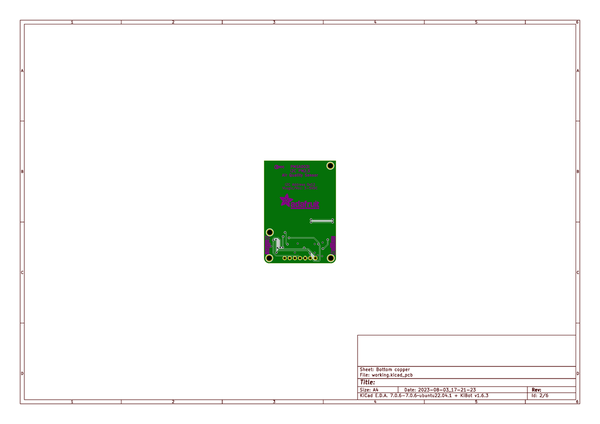 1 2 3 4 5 6
A A
B B
C C
D D
Sheet: Bottom copper
File: working.kicad_pcb
Title:
Size: A4 Date: 2023-08-03_17-21-23 Rev:
KiCad E.D.A. 7.0.6-7.0.6~ubuntu22.04.1 + KiBot v1.6.3 Id: 2/6
1 2 3 4 5 6